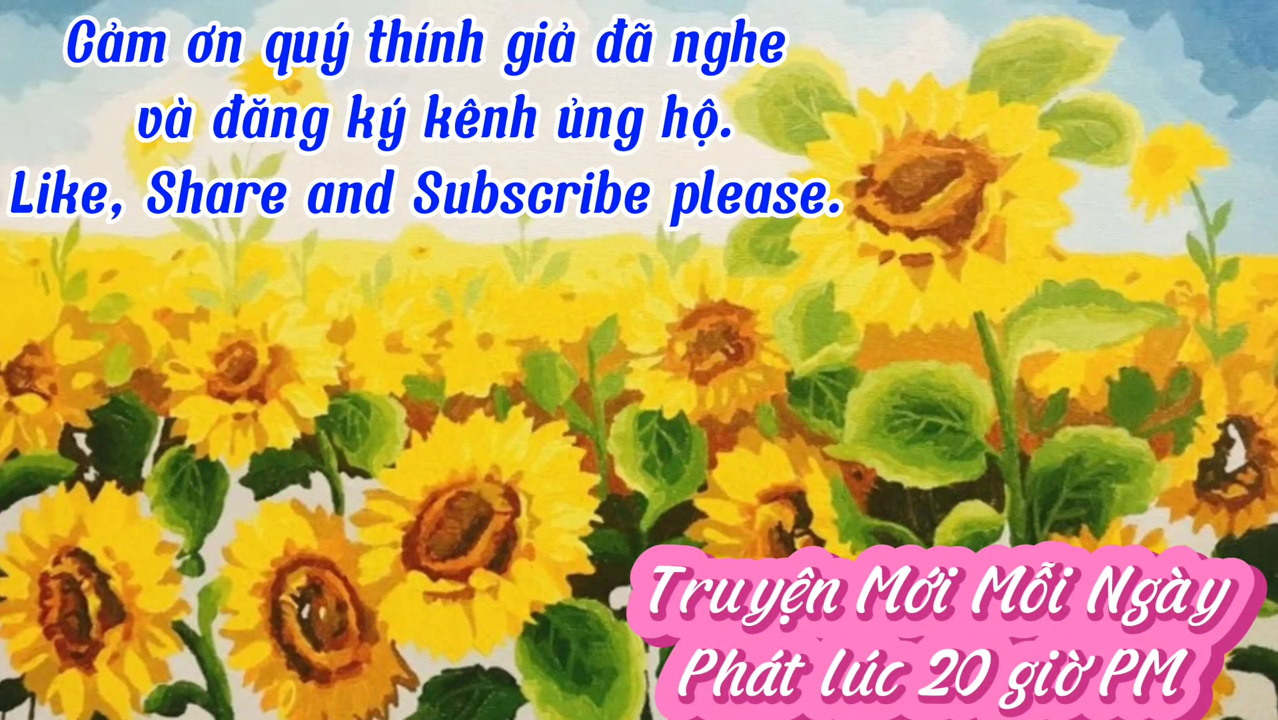 Cảm ơn quý thính giả đã nghe
và đăng ký kênh ủng hộ.
Like, Share and Subscribe please.
Truyện Mới Mỗi Ngày
Phát lúc 20 giờ PM